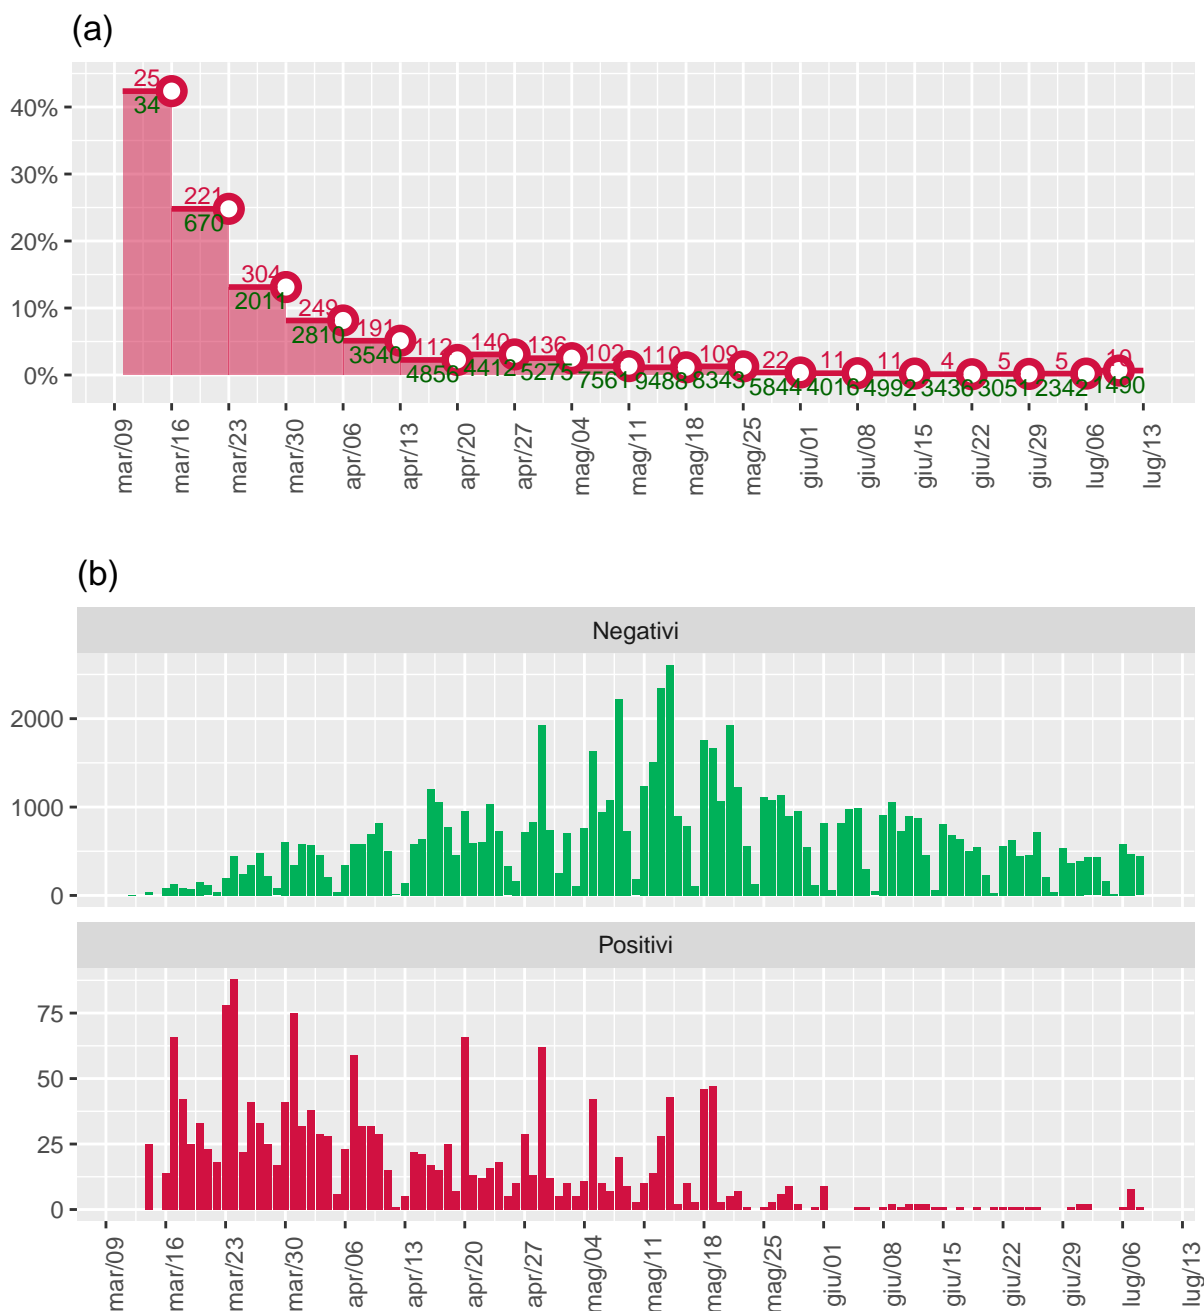 (a)
40%
30%
20%
10%
0%
25
34
221
670
304
2011
249
2810
191
3540
112
4856
140
4412
136
5275
102
7561
110
9488
109
8343
22
5844
11
4016
11
4992
4
3436
5
3051
5
2342
10
1490
mar/09
mar/16
mar/23
mar/30
apr/06
apr/13
apr/20
apr/27
mag/04
mag/11
mag/18
mag/25
giu/01
giu/08
giu/15
giu/22
giu/29
lug/06
lug/13
(b)
Negativi
2000
1000
0
Positivi
75
50
25
0
mar/09
mar/16
mar/23
mar/30
apr/06
apr/13
apr/20
apr/27
mag/04
mag/11
mag/18
mag/25
giu/01
giu/08
giu/15
giu/22
giu/29
lug/06
lug/13